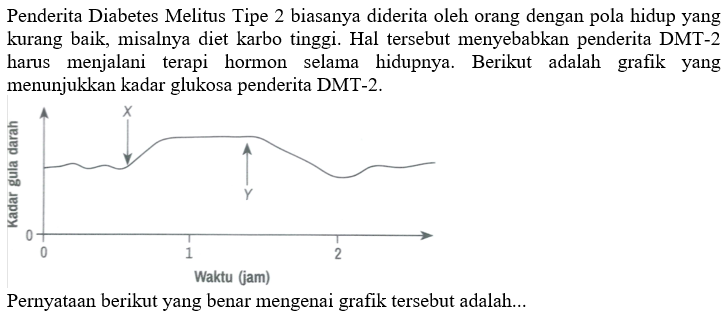 Penderita Diabetes Melitus Tipe 2 biasanya diderita oleh orang dengan pola hidup yang
kurang baik, misalnya diet karbo tinggi. Hal tersebut menyebabkan penderita DMT-2
harus menjalani terapi hormon selama hidupnya. Berikut adalah grafik yang
menunjukkan kadar glukosa penderita DMT-2.
X
Kadar gula darah
Y
0
0
1
2
Waktu (jam)
Pernyataan berikut yang benar mengenai grafik tersebut adalah...